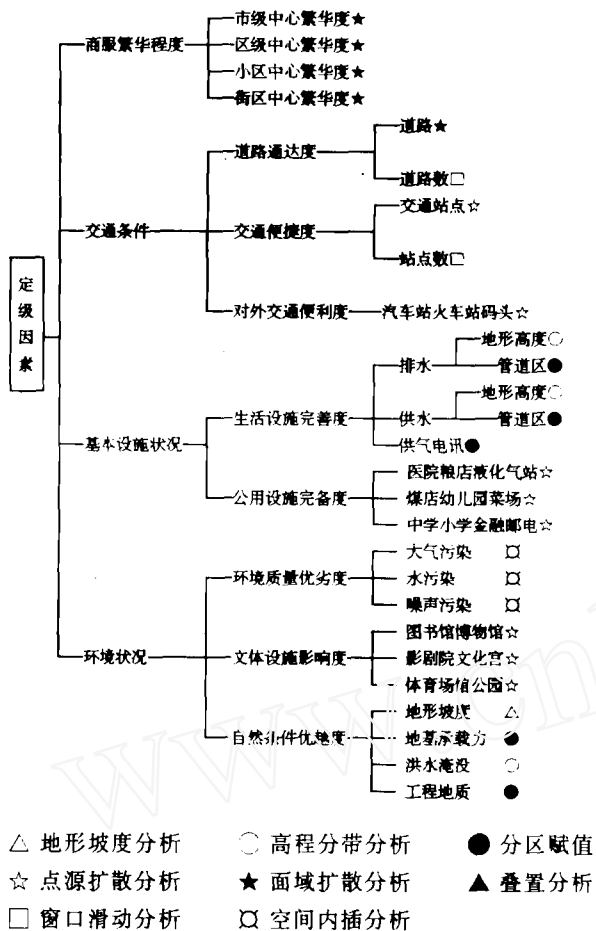 市级中心繁华度★
商服繁华程度
区级中心繁华度★
小区中心繁华度★
街区中心繁华度★
道路★
道路通达度
道路数□
交通站点☆
交通条件
交通便捷度
站点数□
定级因素
对外交通便利度
汽车站火车站码头☆
地形高度○
排水
管道区●
地形高度○
生活设施完善度
供水
管道区●
基本设施状况
供气电讯●
医院粮店液化气站☆
公用设施完备度
煤店幼儿园菜场☆
中学小学金融邮电☆
大气污染 ¤
环境质量优劣度
水污染 ¤
噪声污染 ¤
图书馆博物馆☆
环境状况
文体设施影响度
影剧院文化宫☆
体育场馆公园☆
地形坡度 △
自然条件优越度
地基承载力 ●
洪水淹没 ○
工程地质 ●
△ 地形坡度分析 ○ 高程分带分析 ● 分区赋值
☆ 点源扩散分析 ★ 面域扩散分析 ▲ 叠置分析
□ 窗口滑动分析 ¤ 空间内插分析